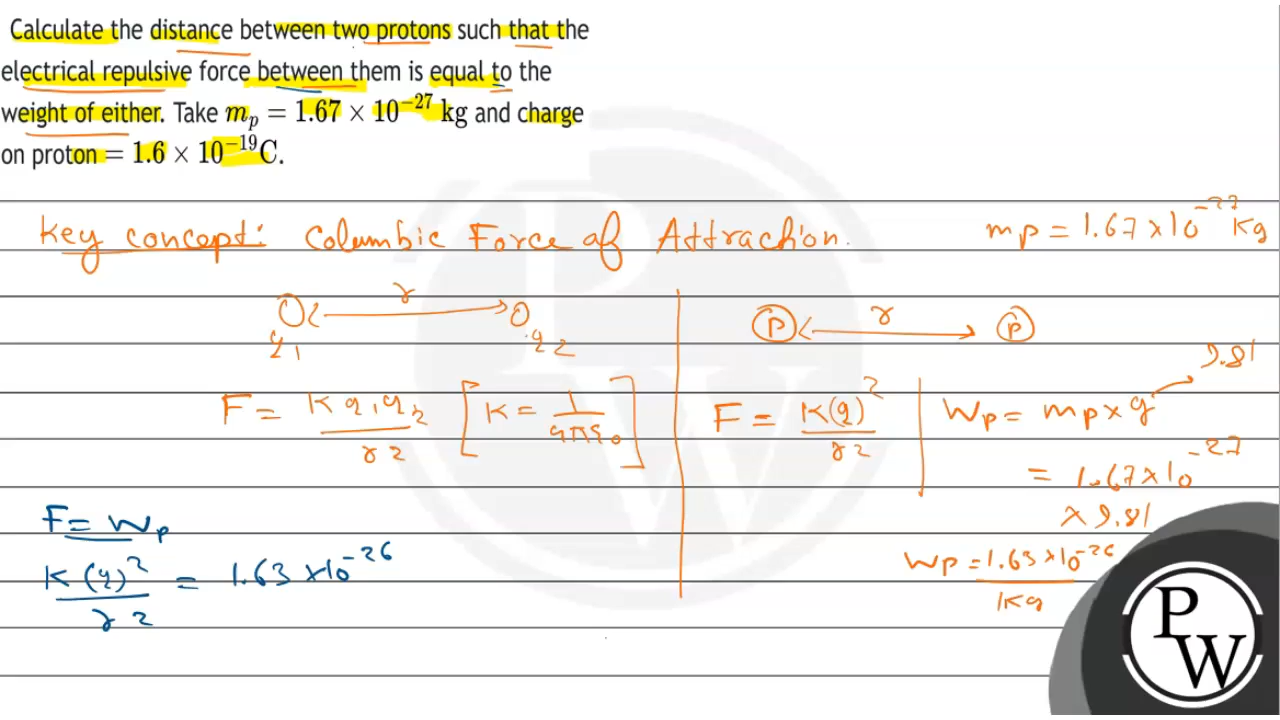 Calculate the distance between two protons such that the
electrical repulsive force between them is equal to the
weight of either. Take m_p = 1.67 × 10^−27 kg and charge
on proton = 1.6 × 10^−19 C.
Key concept: Columbic Force of Attraction.
mp = 1.67 × 10^-27 Kg
r
q1 q2
F = K q1 q2 / r2 [ K = 1 / 4πε0 ]
P r P
F = K(q)^2 / r2
Wp = mp × g 9.81
= 1.67 × 10^-27
× 9.81
Wp = 1.63 × 10^-26
Kg
F = Wp
K (q)^2 / r2 = 1.63 × 10^-26
P
W